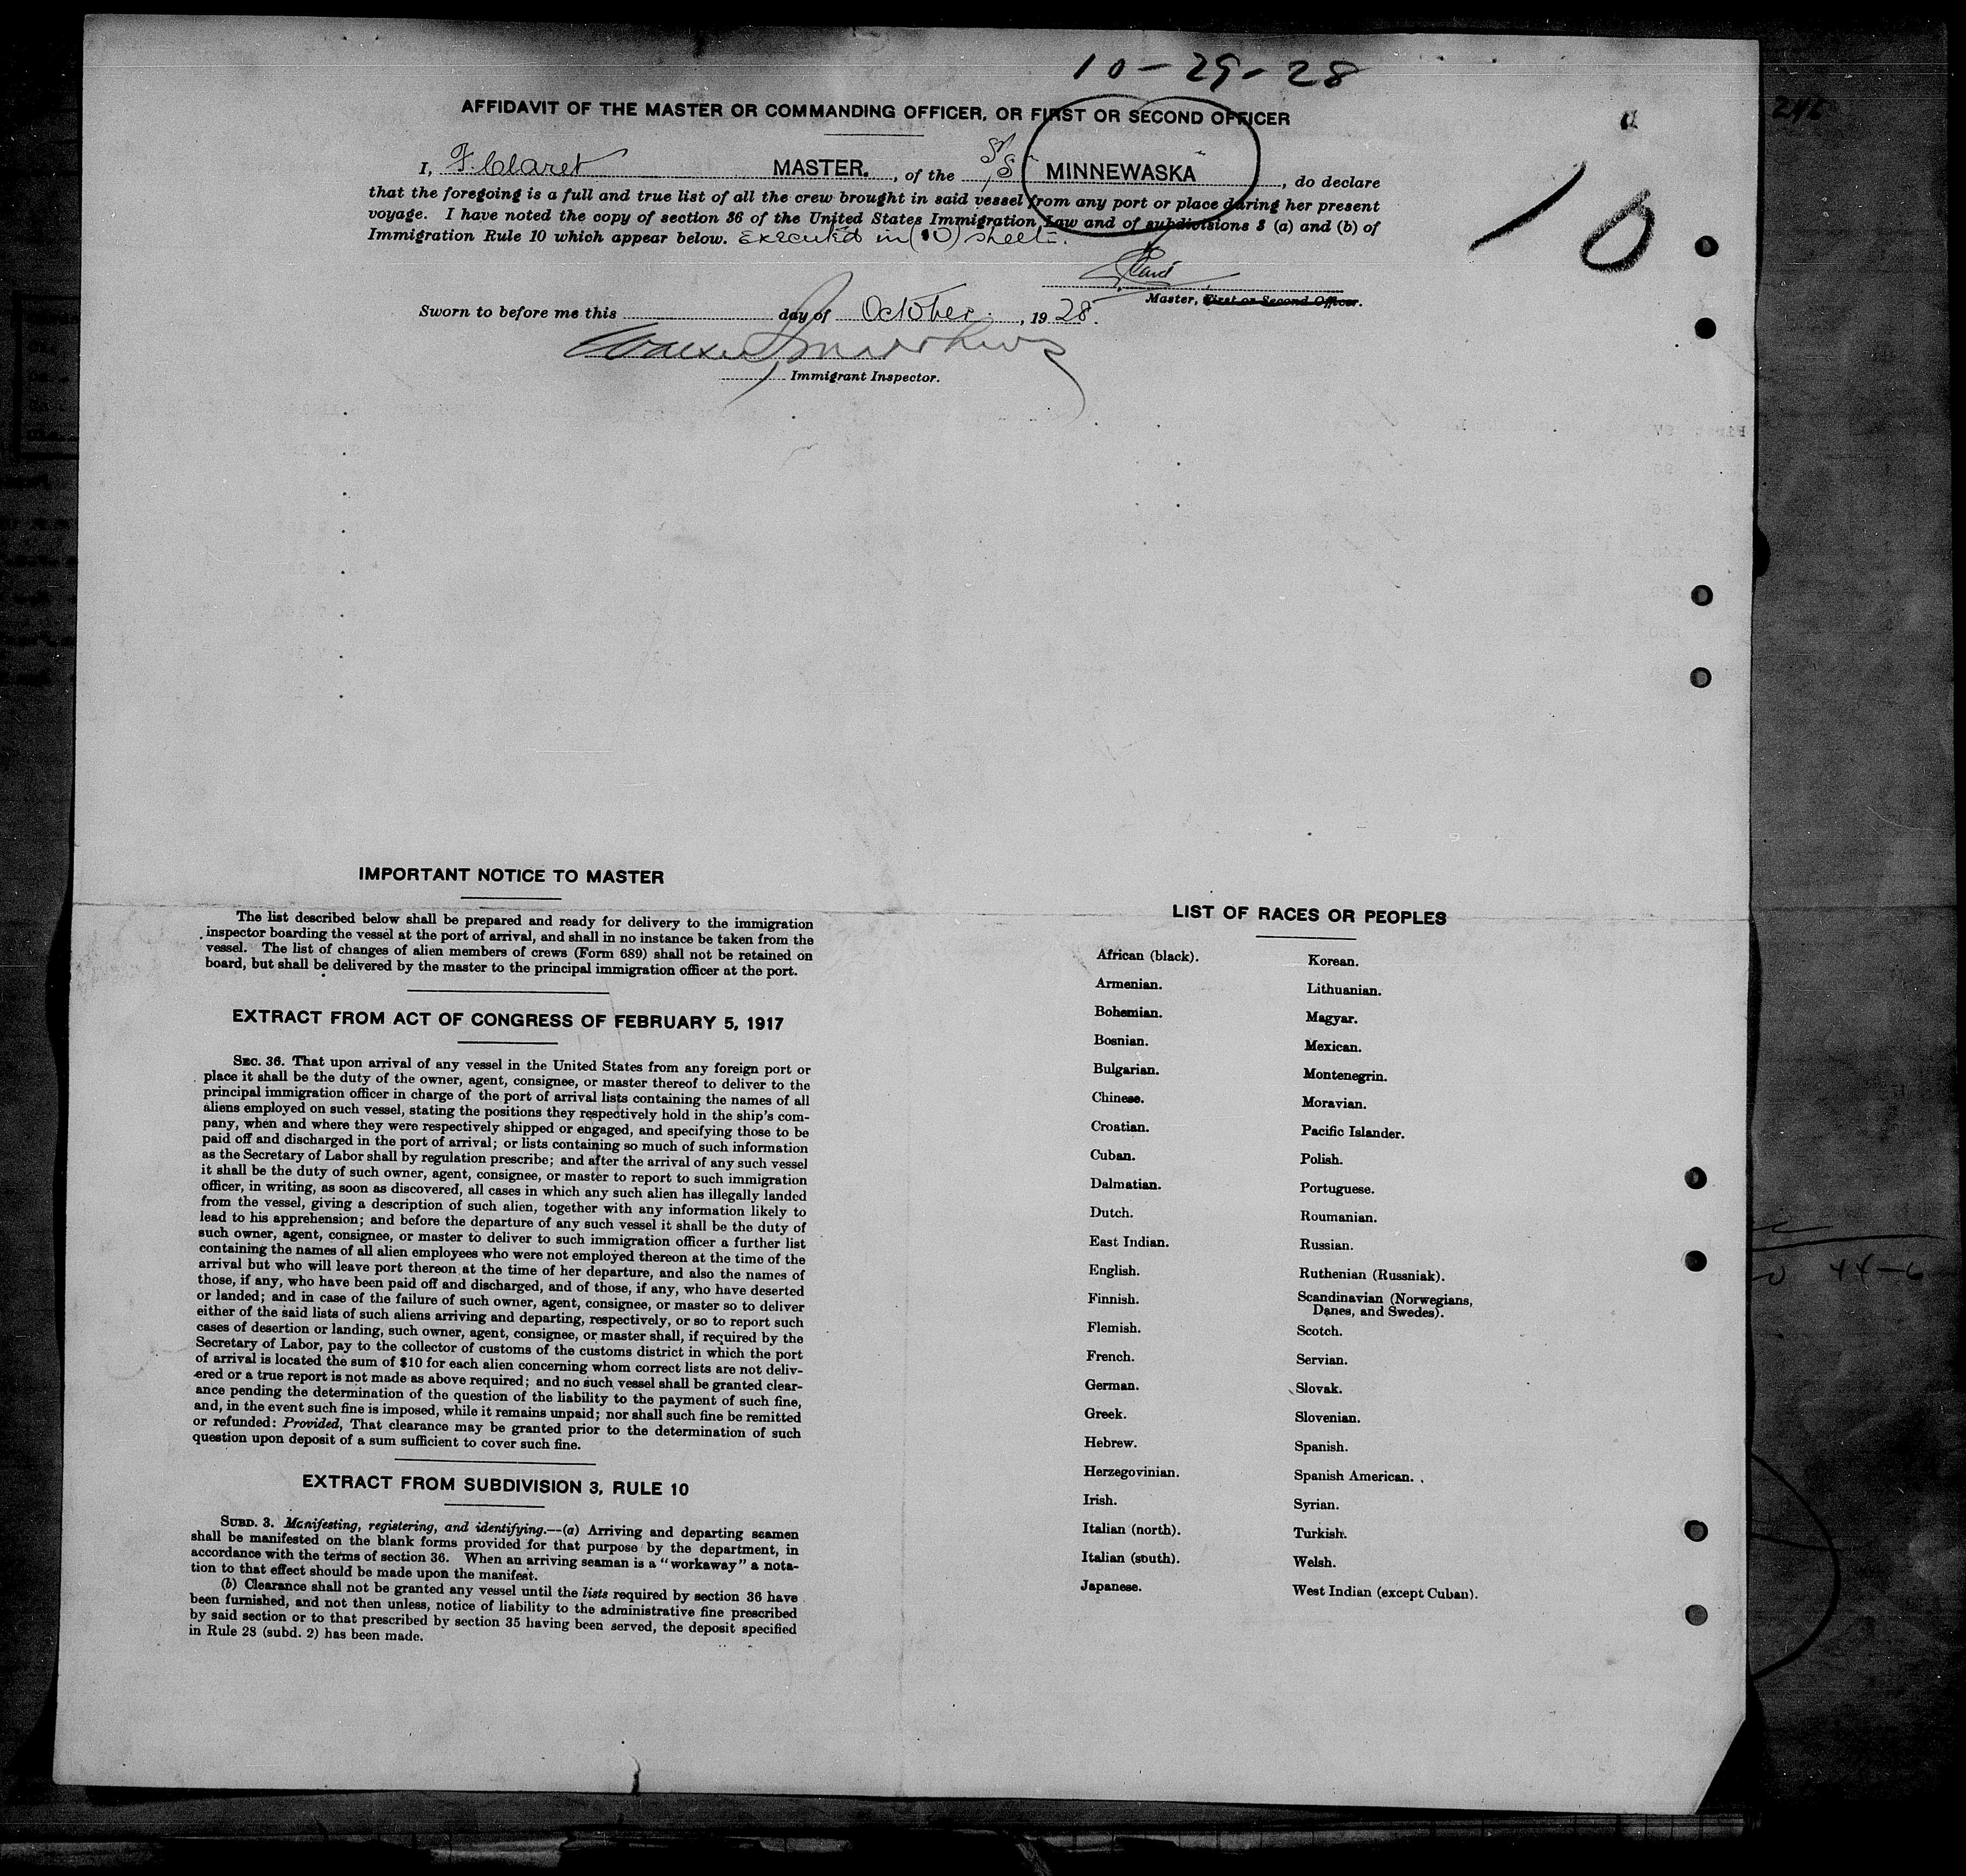 10-29-28
AFFIDAVIT OF THE MASTER OR COMMANDING OFFICER, OR FIRST OR SECOND OFFICER
I, F. Claret MASTER. , of the S/S "MINNEWASKA" , do declare
that the foregoing is a full and true list of all the crew brought in said vessel from any port or place during her present
voyage. I have noted the copy of section 36 of the United States Immigration Law and of subdivisions 3 (a) and (b) of
Immigration Rule 10 which appear below. Executed in (10) sheets.
10
Master, First or Second Officer.
Sworn to before me this day of October , 1928.
Immigrant Inspector.
IMPORTANT NOTICE TO MASTER
The list described below shall be prepared and ready for delivery to the immigration
inspector boarding the vessel at the port of arrival, and shall in no instance be taken from the
vessel. The list of changes of alien members of crews (Form 689) shall not be retained on
board, but shall be delivered by the master to the principal immigration officer at the port.
EXTRACT FROM ACT OF CONGRESS OF FEBRUARY 5, 1917
SEC. 36. That upon arrival of any vessel in the United States from any foreign port or
place it shall be the duty of the owner, agent, consignee, or master thereof to deliver to the
principal immigration officer in charge of the port of arrival lists containing the names of all
aliens employed on such vessel, stating the positions they respectively hold in the ship's com-
pany, when and where they were respectively shipped or engaged, and specifying those to be
paid off and discharged in the port of arrival; or lists containing so much of such information
as the Secretary of Labor shall by regulation prescribe; and after the arrival of any such vessel
it shall be the duty of such owner, agent, consignee, or master to report to such immigration
officer, in writing, as soon as discovered, all cases in which any such alien has illegally landed
from the vessel, giving a description of such alien, together with any information likely to
lead to his apprehension; and before the departure of any such vessel it shall be the duty of
such owner, agent, consignee, or master to deliver to such immigration officer a further list
containing the names of all alien employees who were not employed thereon at the time of the
arrival but who will leave port thereon at the time of her departure, and also the names of
those, if any, who have been paid off and discharged, and of those, if any, who have deserted
or landed; and in case of the failure of such owner, agent, consignee, or master so to deliver
either of the said lists of such aliens arriving and departing, respectively, or so to report such
cases of desertion or landing, such owner, agent, consignee, or master shall, if required by the
Secretary of Labor, pay to the collector of customs of the customs district in which the port
of arrival is located the sum of $10 for each alien concerning whom correct lists are not deliv-
ered or a true report is not made as above required; and no such vessel shall be granted clear-
ance pending the determination of the question of the liability to the payment of such fine,
and, in the event such fine is imposed, while it remains unpaid; nor shall such fine be remitted
or refunded: Provided, That clearance may be granted prior to the determination of such
question upon deposit of a sum sufficient to cover such fine.
EXTRACT FROM SUBDIVISION 3, RULE 10
SUBD. 3. Manifesting, registering, and identifying.—(a) Arriving and departing seamen
shall be manifested on the blank forms provided for that purpose by the department, in
accordance with the terms of section 36. When an arriving seaman is a "workaway" a nota-
tion to that effect should be made upon the manifest.
(b) Clearance shall not be granted any vessel until the lists required by section 36 have
been furnished, and not then unless, notice of liability to the administrative fine prescribed
by said section or to that prescribed by section 35 having been served, the deposit specified
in Rule 28 (subd. 2) has been made.
LIST OF RACES OR PEOPLES
African (black).
Armenian.
Bohemian.
Bosnian.
Bulgarian.
Chinese.
Croatian.
Cuban.
Dalmatian.
Dutch.
East Indian.
English.
Finnish.
Flemish.
French.
German.
Greek.
Hebrew.
Herzegovinian.
Irish.
Italian (north).
Italian (south).
Japanese.
Korean.
Lithuanian.
Magyar.
Mexican.
Montenegrin.
Moravian.
Pacific Islander.
Polish.
Portuguese.
Roumanian.
Russian.
Ruthenian (Russniak).
Scandinavian (Norwegians,
Danes, and Swedes).
Scotch.
Servian.
Slovak.
Slovenian.
Spanish.
Spanish American.
Syrian.
Turkish.
Welsh.
West Indian (except Cuban).
44-6